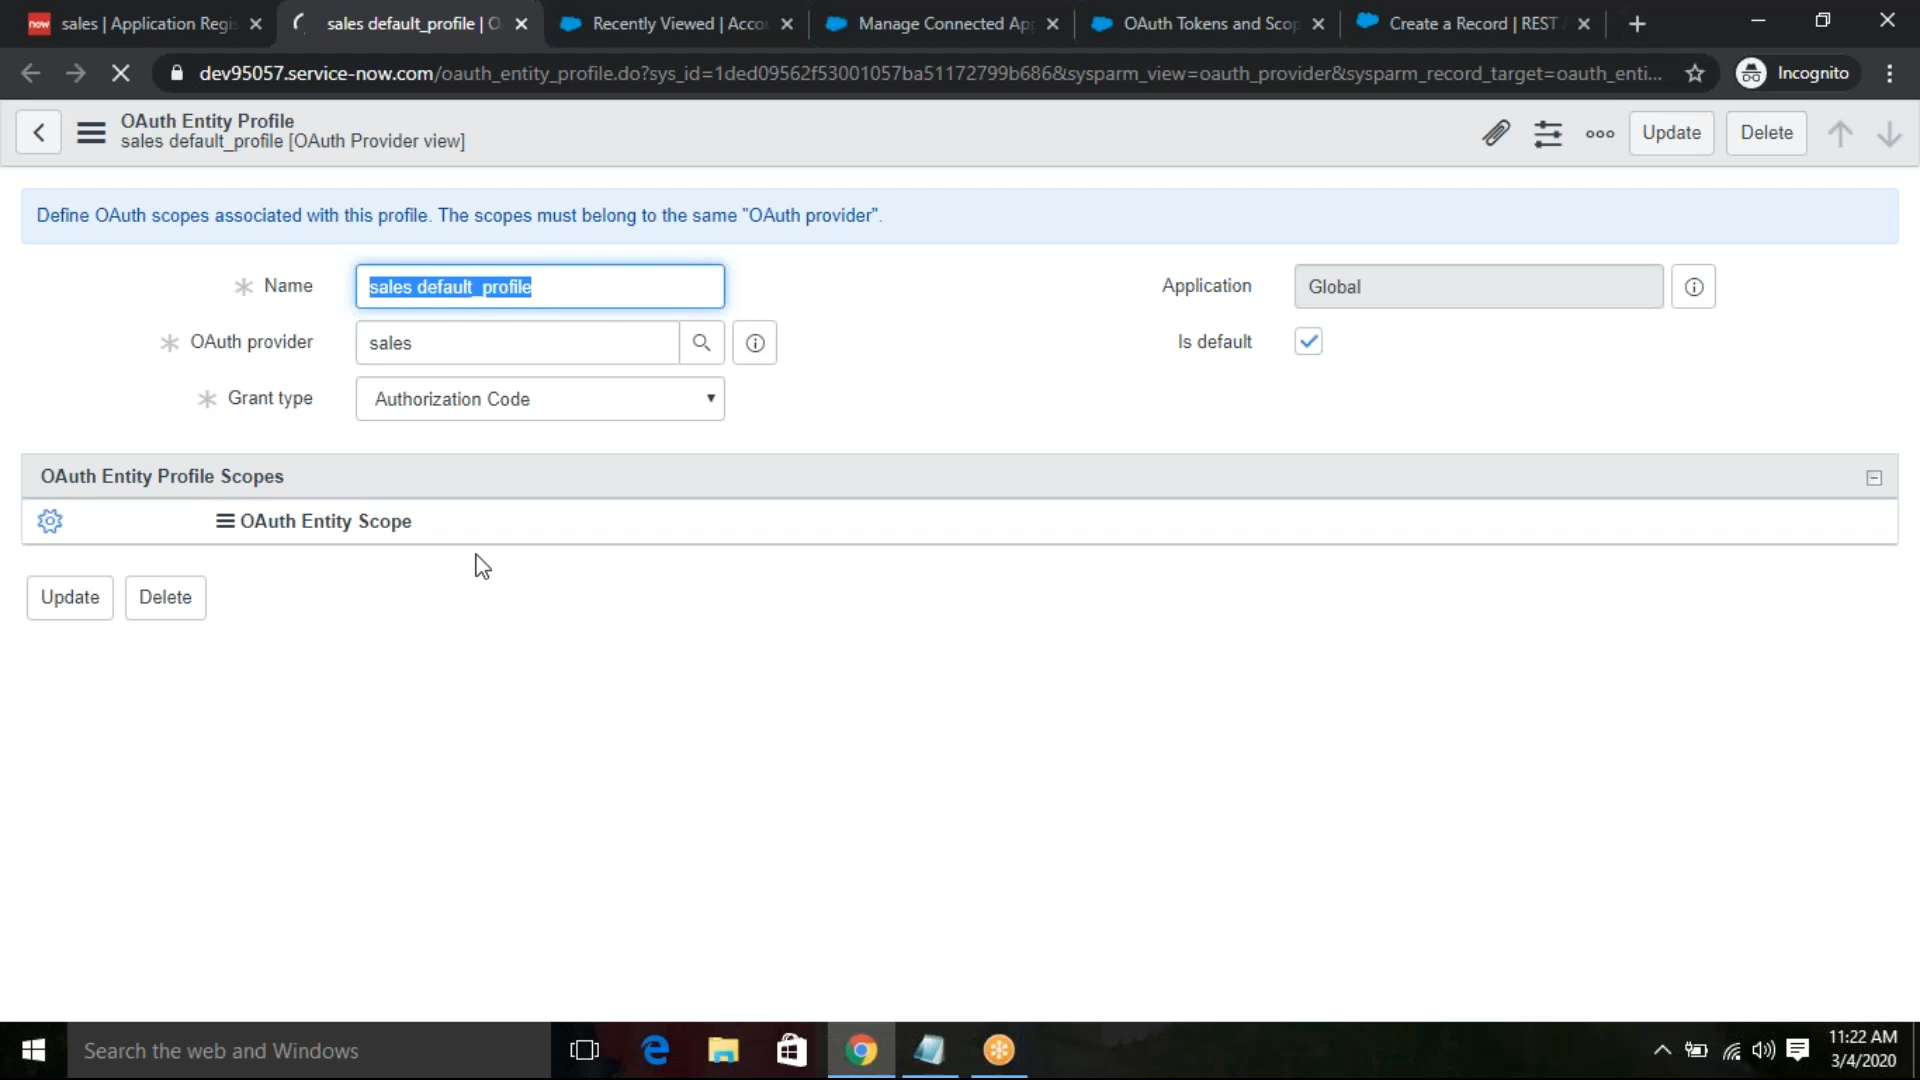 now sales | Application Regis
sales default_profile | O
Recently Viewed | Accou
Manage Connected Ap
OAuth Tokens and Scop
Create a Record | REST
dev95057.service-now.com/oauth_entity_profile.do?sys_id=1ded09562f53001057ba51172799b686&sysparm_view=oauth_provider&sysparm_record_target=oauth_enti...
Incognito
OAuth Entity Profile
sales default_profile [OAuth Provider view]
Update
Delete
Define OAuth scopes associated with this profile. The scopes must belong to the same "OAuth provider".
Name
sales default_profile
Application
Global
OAuth provider
sales
Is default
Grant type
Authorization Code
OAuth Entity Profile Scopes
OAuth Entity Scope
Update
Delete
Search the web and Windows
11:22 AM
3/4/2020